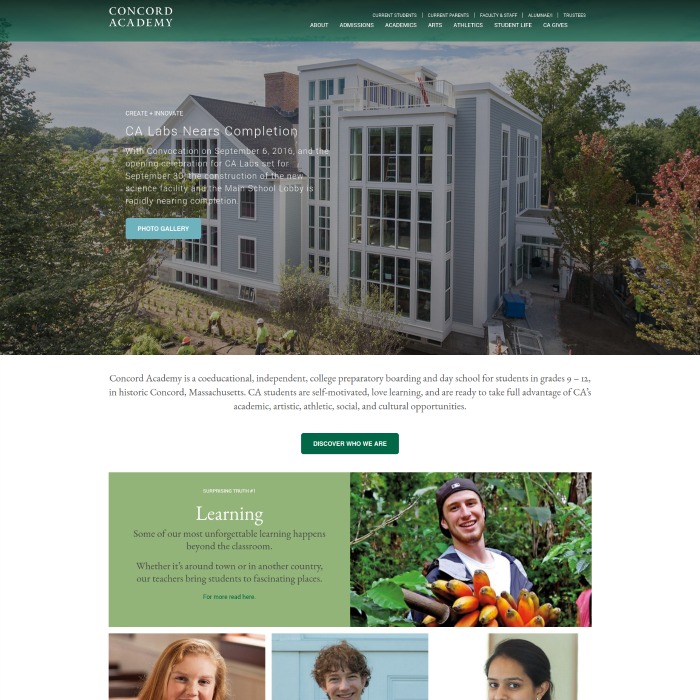 CONCORD
ACADEMY
CURRENT STUDENTS | CURRENT PARENTS | FACULTY & STAFF | ALUMNAE/I | TRUSTEES
ABOUT ADMISSIONS ACADEMICS ARTS ATHLETICS STUDENT LIFE CA GIVES
CREATE + INNOVATE
CA Labs Nears Completion
With Convocation on September 6, 2016, and the
opening celebration for CA Labs set for
September 30, the construction of the new
science facility and the Main School Lobby is
rapidly nearing completion.
PHOTO GALLERY
Concord Academy is a coeducational, independent, college preparatory boarding and day school for students in grades 9 – 12,
in historic Concord, Massachusetts. CA students are self-motivated, love learning, and are ready to take full advantage of CA's
academic, artistic, athletic, social, and cultural opportunities.
DISCOVER WHO WE ARE
SURPRISING TRUTH #1
Learning
Some of our most unforgettable learning happens
beyond the classroom.
Whether it's around town or in another country,
our teachers bring students to fascinating places.
For more read here.